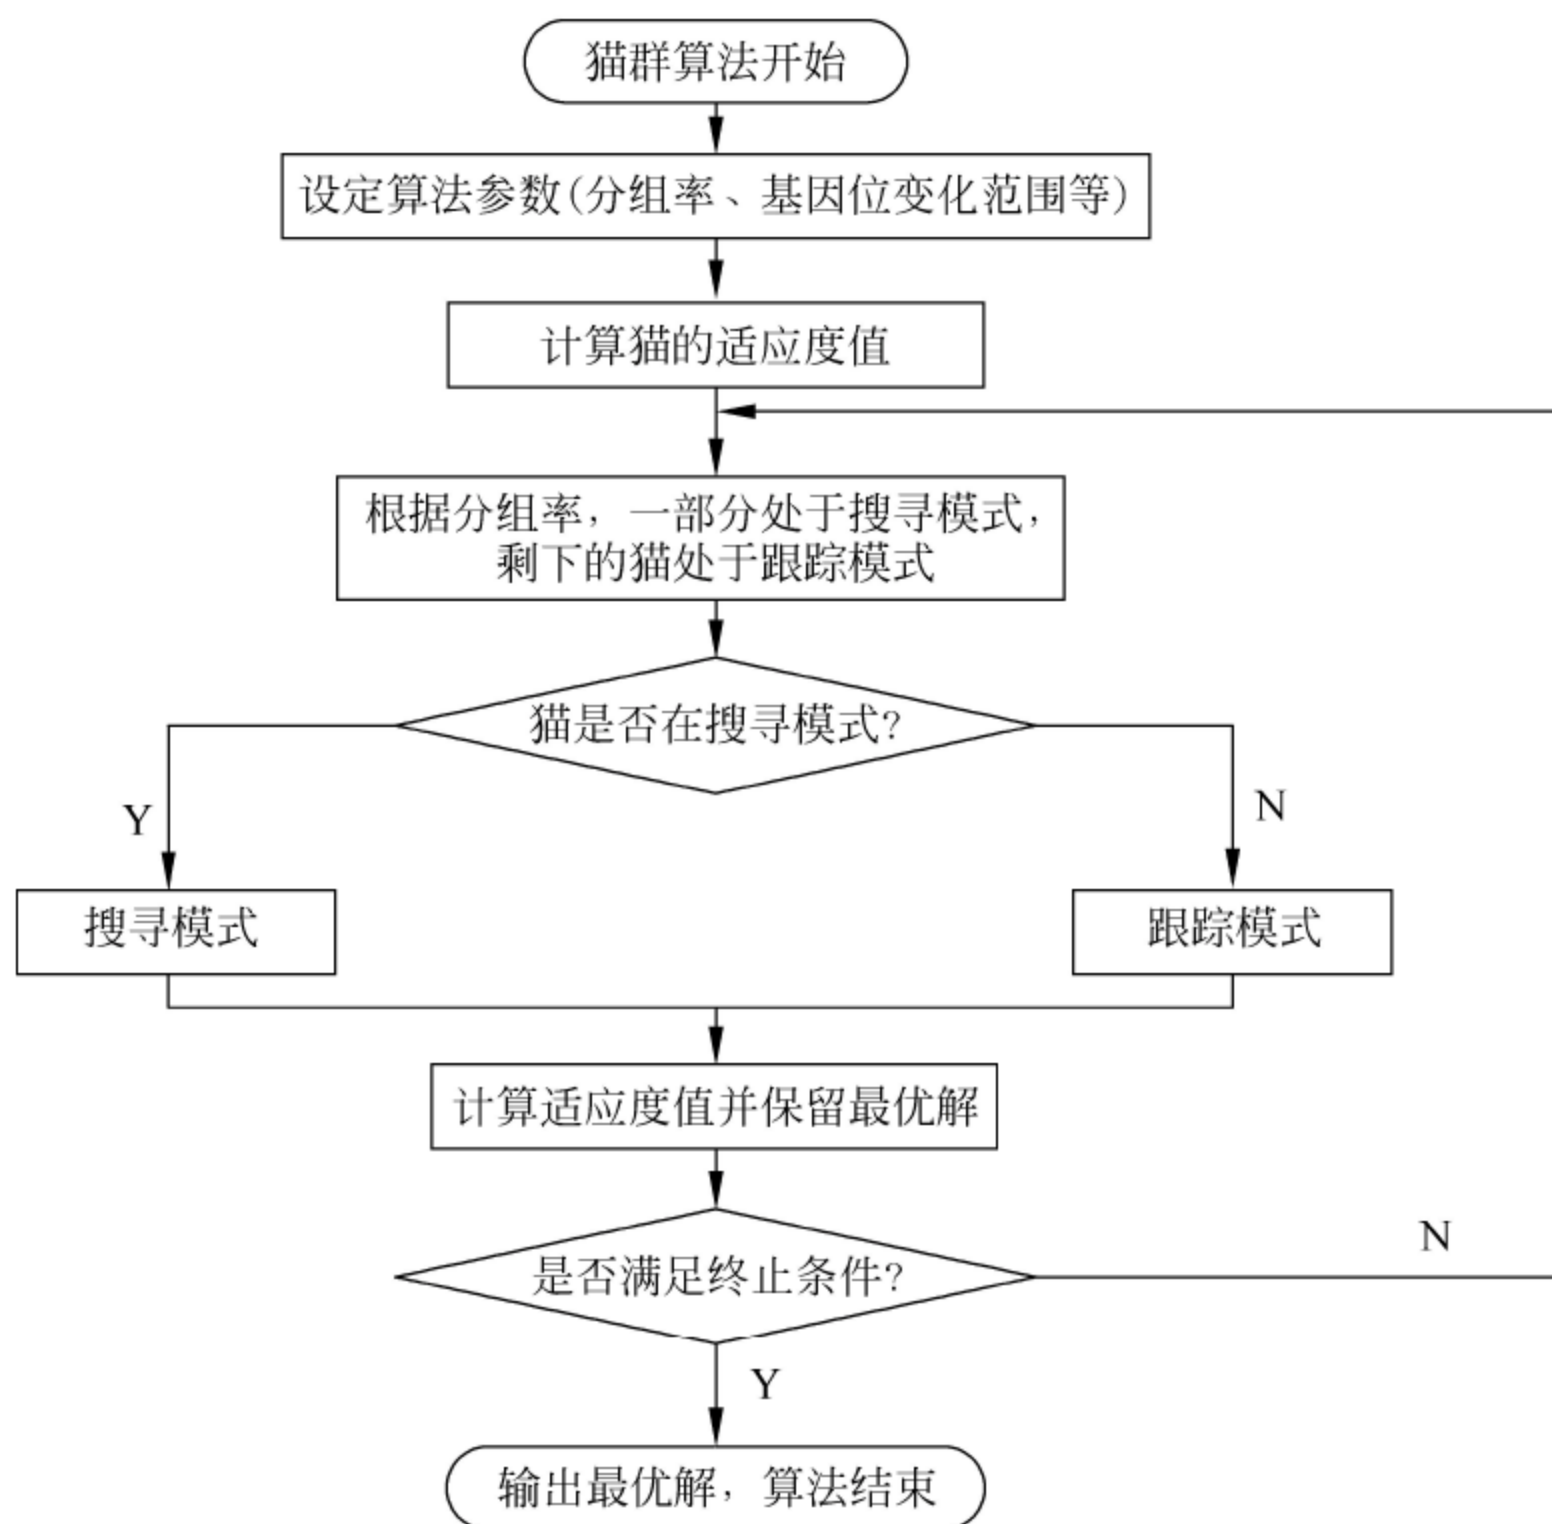 猫群算法开始
设定算法参数(分组率、基因位变化范围等)
计算猫的适应度值
根据分组率，一部分处于搜寻模式，
剩下的猫处于跟踪模式
猫是否在搜寻模式?
Y
N
搜寻模式
跟踪模式
计算适应度值并保留最优解
是否满足终止条件?
N
Y
输出最优解，算法结束